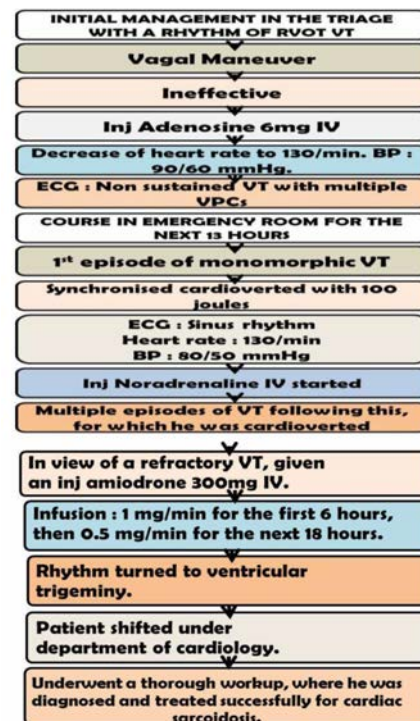 INITIAL MANAGEMENT IN THE TRIAGE
WITH A RHYTHM OF RVOT VT
Vagal Maneuver
Ineffective
Inj Adenosine 6mg IV
Decrease of heart rate to 130/min. BP :
90/60 mmHg.
ECG : Non sustained VT with multiple
VPCs
COURSE IN EMERGENCY ROOM FOR THE
NEXT 13 HOURS
1st episode of monomorphic VT
Synchronised cardioverted with 100
joules
ECG : Sinus rhythm
Heart rate : 130/min
BP : 80/50 mmHg
Inj Noradrenaline IV started
Multiple episodes of VT following this,
for which he was cardioverted
In view of a refractory VT, given
an inj amiodrone 300mg IV.
Infusion : 1 mg/min for the first 6 hours,
then 0.5 mg/min for the next 18 hours.
Rhythm turned to ventricular
trigeminy.
Patient shifted under
department of cardiology.
Underwent a thorough workup, where he was
diagnosed and treated successfully for cardiac
sarcoidosis.